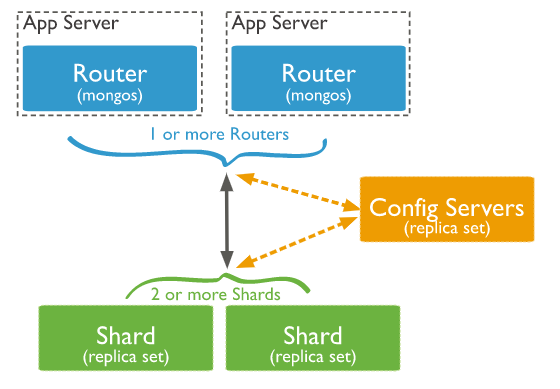 App Server
App Server
Router
(mongos)
Router
(mongos)
1 or more Routers
Config Servers
(replica set)
2 or more Shards
Shard
(replica set)
Shard
(replica set)